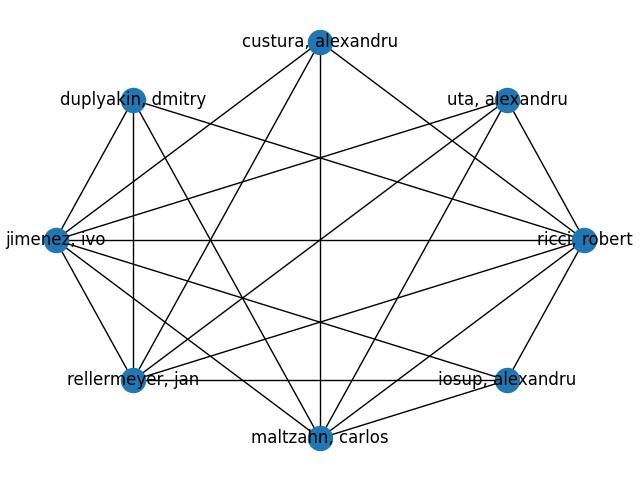 custura, alexandru
duplyakin, dmitry
uta, alexandru
jimenez, ivo
ricci, robert
rellermeyer, jan
iosup, alexandru
maltzahn, carlos